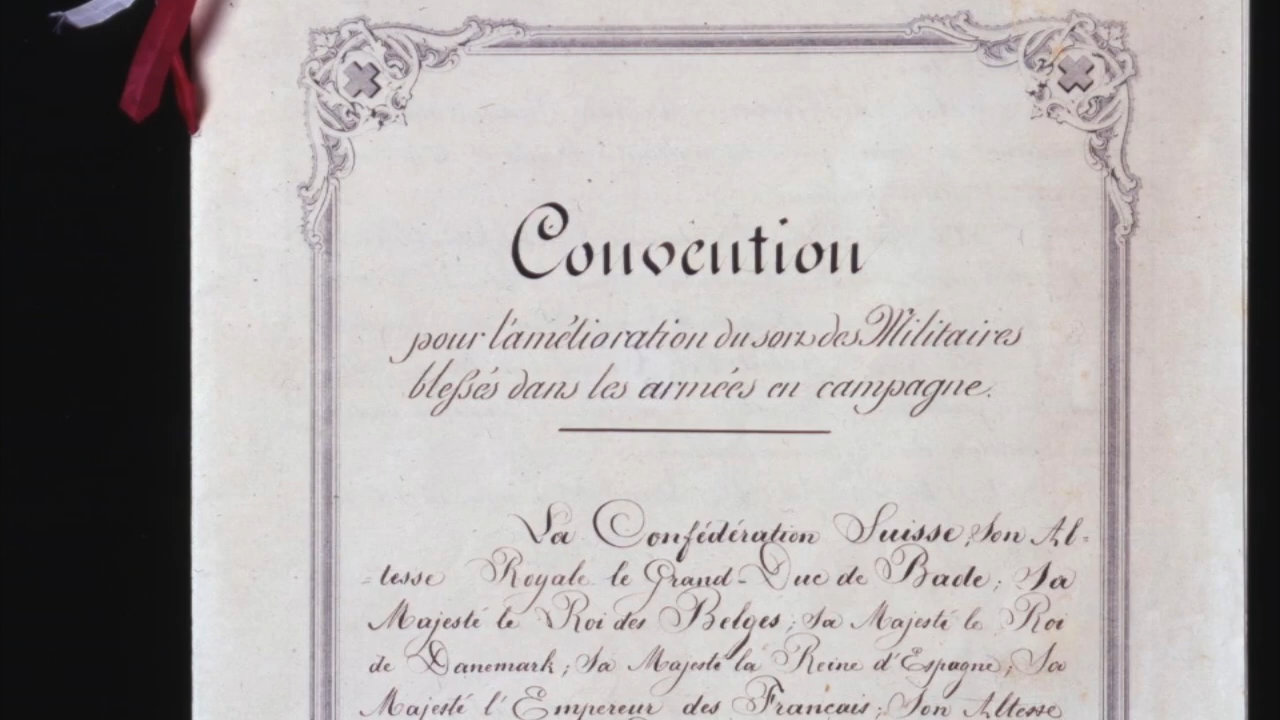 Convention
pour l'amélioration du sort des Militaires
blessés dans les armées en campagne.
La Confédération Suisse; Son Al-
-tesse Royale le Grand-Duc de Bade; Sa
Majesté le Roi des Belges; Sa Majesté le Roi
de Danemark; Sa Majesté la Reine d'Espagne; Sa
Majesté l'Empereur des Français; Son Altesse